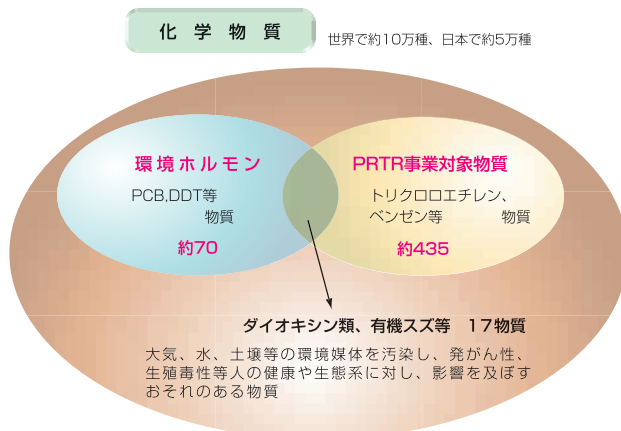 化学物質
世界で約10万種、日本で約5万種
環境ホルモン
PCB,DDT等
物質
約70
PRTR事業対象物質
トリクロロエチレン、
ベンゼン等 物質
約435
ダイオキシン類、有機スズ等 17物質
大気、水、土壌等の環境媒体を汚染し、発がん性、
生殖毒性等人の健康や生態系に対し、影響を及ぼす
おそれのある物質